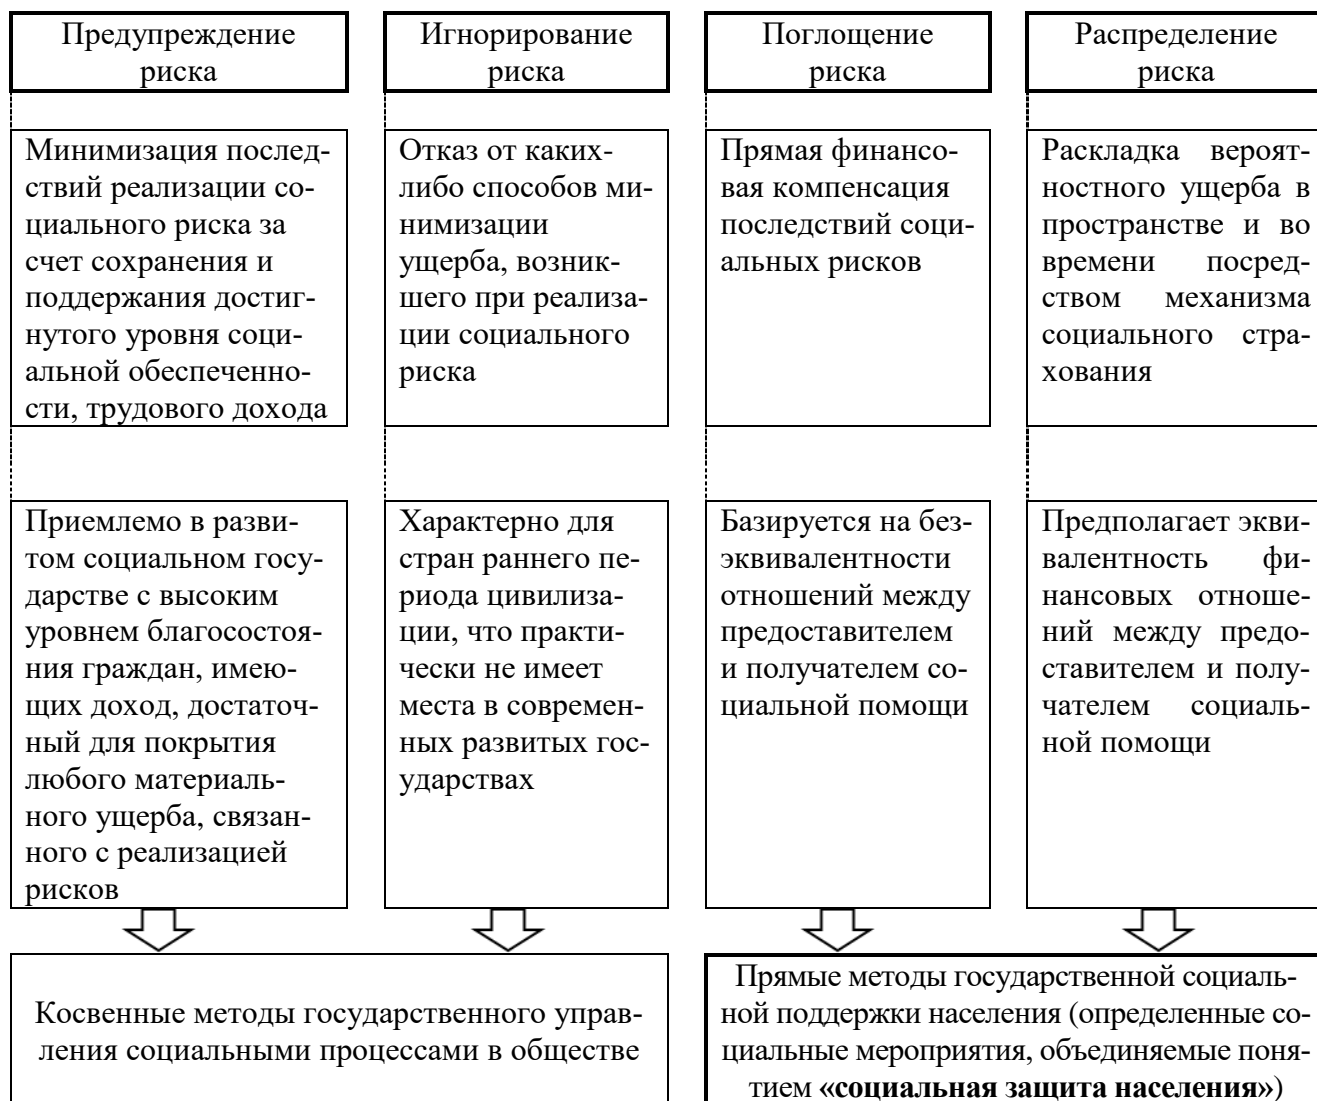 Предупреждение
риска
Игнорирование
риска
Поглощение
риска
Распределение
риска
Минимизация послед-
ствий реализации со-
циального риска за
счет сохранения и
поддержания достиг-
нутого уровня соци-
альной обеспеченно-
сти, трудового дохода
Отказ от каких-
либо способов ми-
нимизации
ущерба, возник-
шего при реализа-
ции социального
риска
Прямая финансо-
вая компенсация
последствий соци-
альных рисков
Раскладка вероят-
ностного ущерба в
пространстве и во
времени посред-
ством механизма
социального стра-
хования
Приемлемо в разви-
том социальном госу-
дарстве с высоким
уровнем благосостоя-
ния граждан, имею-
щих доход, достаточ-
ный для покрытия
любого материаль-
ного ущерба, связан-
ного с реализацией
рисков
Характерно для
стран раннего пе-
риода цивилиза-
ции, что практи-
чески не имеет
места в современ-
ных развитых гос-
ударствах
Базируется на без-
эквивалентности
отношений между
предоставителем
и получателем со-
циальной помощи
Предполагает экви-
валентность фи-
нансовых отноше-
ний между предо-
ставителем и полу-
чателем социаль-
ной помощи
Косвенные методы государственного управ-
ления социальными процессами в обществе
Прямые методы государственной социаль-
ной поддержки населения (определенные со-
циальные мероприятия, объединяемые поня-
тием «социальная защита населения»)